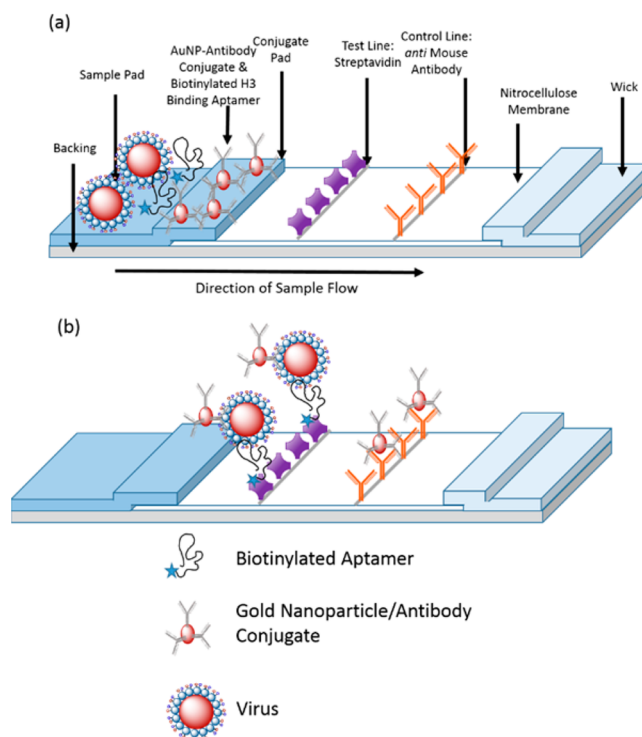 (a)
Sample Pad
AuNP-Antibody
Conjugate &
Biotinylated H3
Binding Aptamer
Conjugate
Pad
Test Line:
Streptavidin
Control Line:
anti Mouse
Antibody
Nitrocellulose
Membrane
Wick
Backing
Direction of Sample Flow
(b)
Biotinylated Aptamer
Gold Nanoparticle/Antibody
Conjugate
Virus